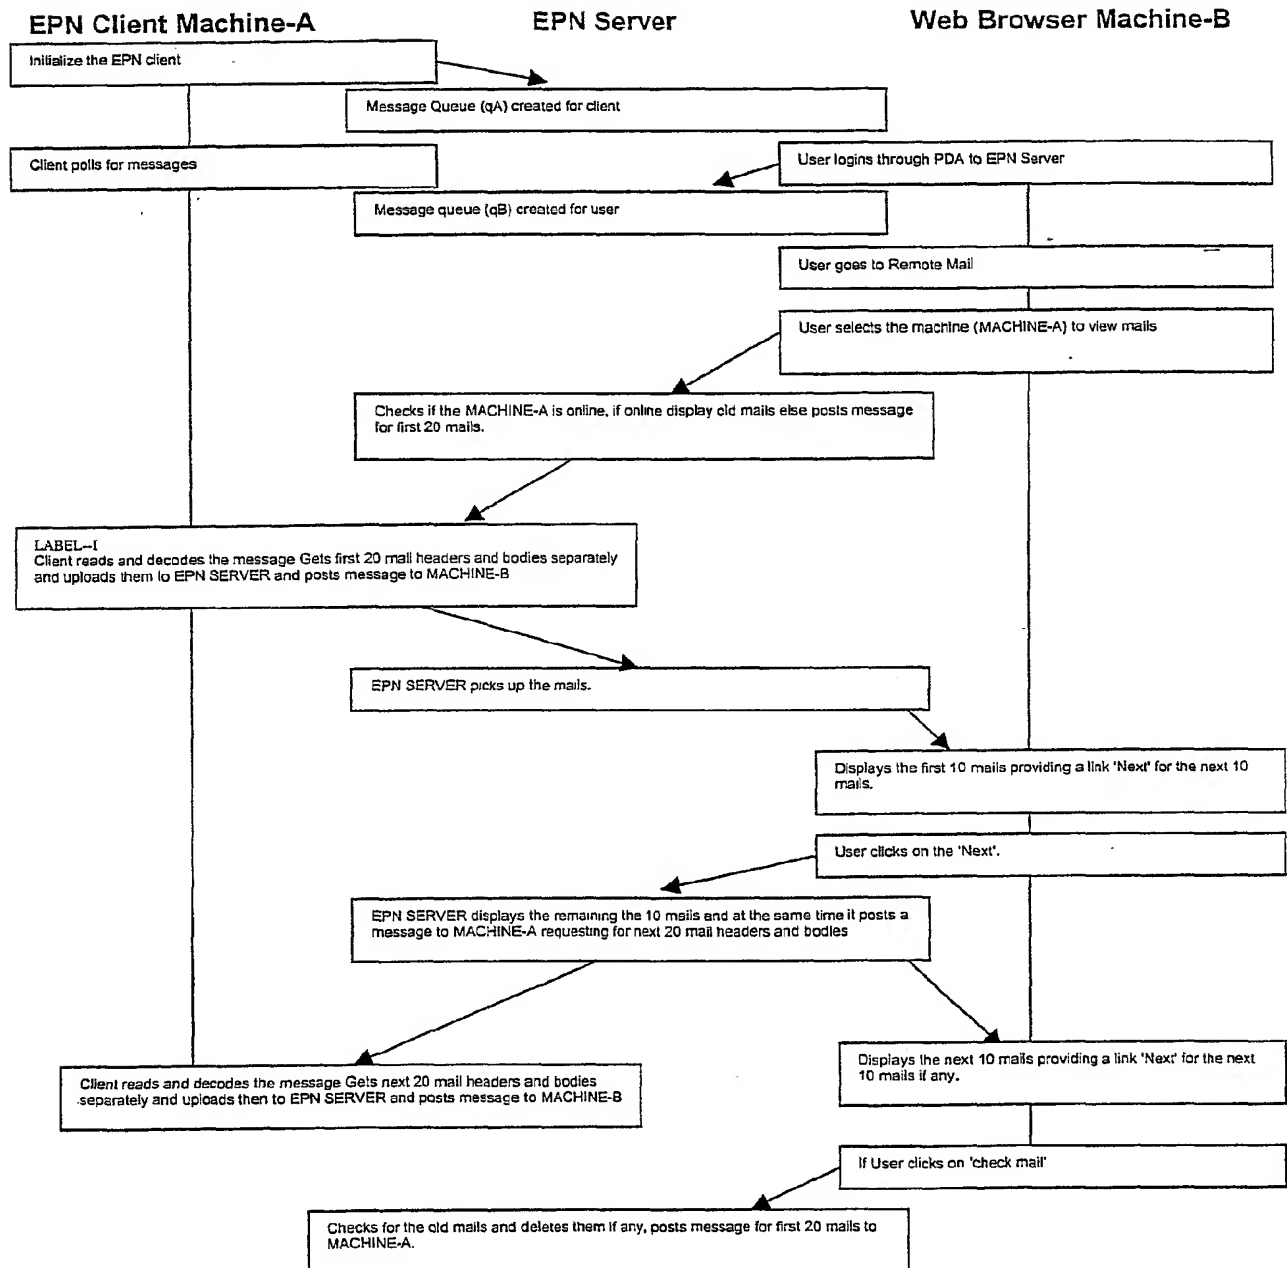 EPN Client Machine-A
EPN Server
Web Browser Machine-B
Initialize the EPN client
Message Queue (qA) created for client
Client polls for messages
User logins through PDA to EPN Server
Message queue (qB) created for user
User goes to Remote Mail
User selects the machine (MACHINE-A) to view mails
Checks if the MACHINE-A is online, if online display old mails else posts message
for first 20 mails.
LABEL--I
Client reads and decodes the message Gets first 20 mail headers and bodies separately
and uploads them to EPN SERVER and posts message to MACHINE-B
EPN SERVER picks up the mails.
Displays the first 10 mails providing a link 'Next' for the next 10
mails.
User clicks on the 'Next'.
EPN SERVER displays the remaining the 10 mails and at the same time it posts a
message to MACHINE-A requesting for next 20 mail headers and bodies
Displays the next 10 mails providing a link 'Next' for the next
10 mails if any.
Client reads and decodes the message Gets next 20 mail headers and bodies
separately and uploads then to EPN SERVER and posts message to MACHINE-B
If User clicks on 'check mail'
Checks for the old mails and deletes them if any, posts message for first 20 mails to
MACHINE-A.